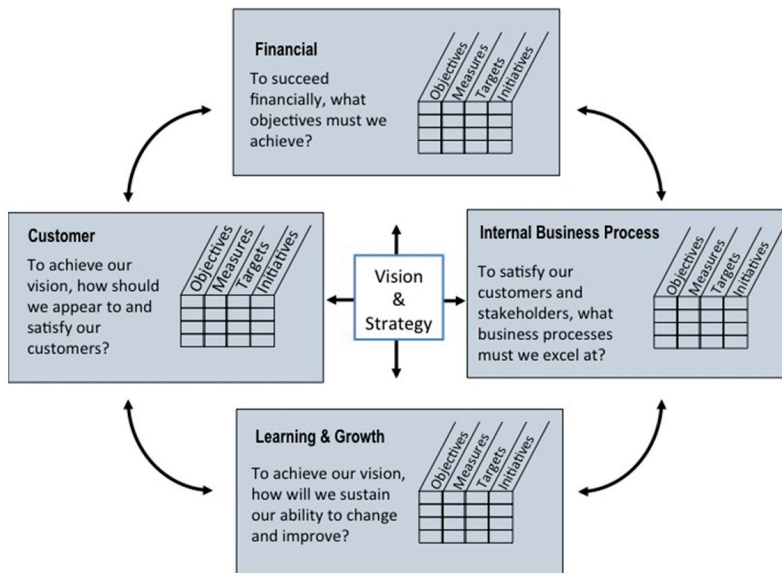 Financial
To succeed
financially, what
objectives must we
achieve?
Objectives
Measures
Targets
Initiatives
Customer
To achieve our
vision, how should
we appear to and
satisfy our
customers?
Objectives
Measures
Targets
Initiatives
Vision
&
Strategy
Internal Business Process
To satisfy our
customers and
stakeholders, what
business processes
must we excel at?
Objectives
Measures
Targets
Initiatives
Learning & Growth
To achieve our vision,
how will we sustain
our ability to change
and improve?
Objectives
Measures
Targets
Initiatives